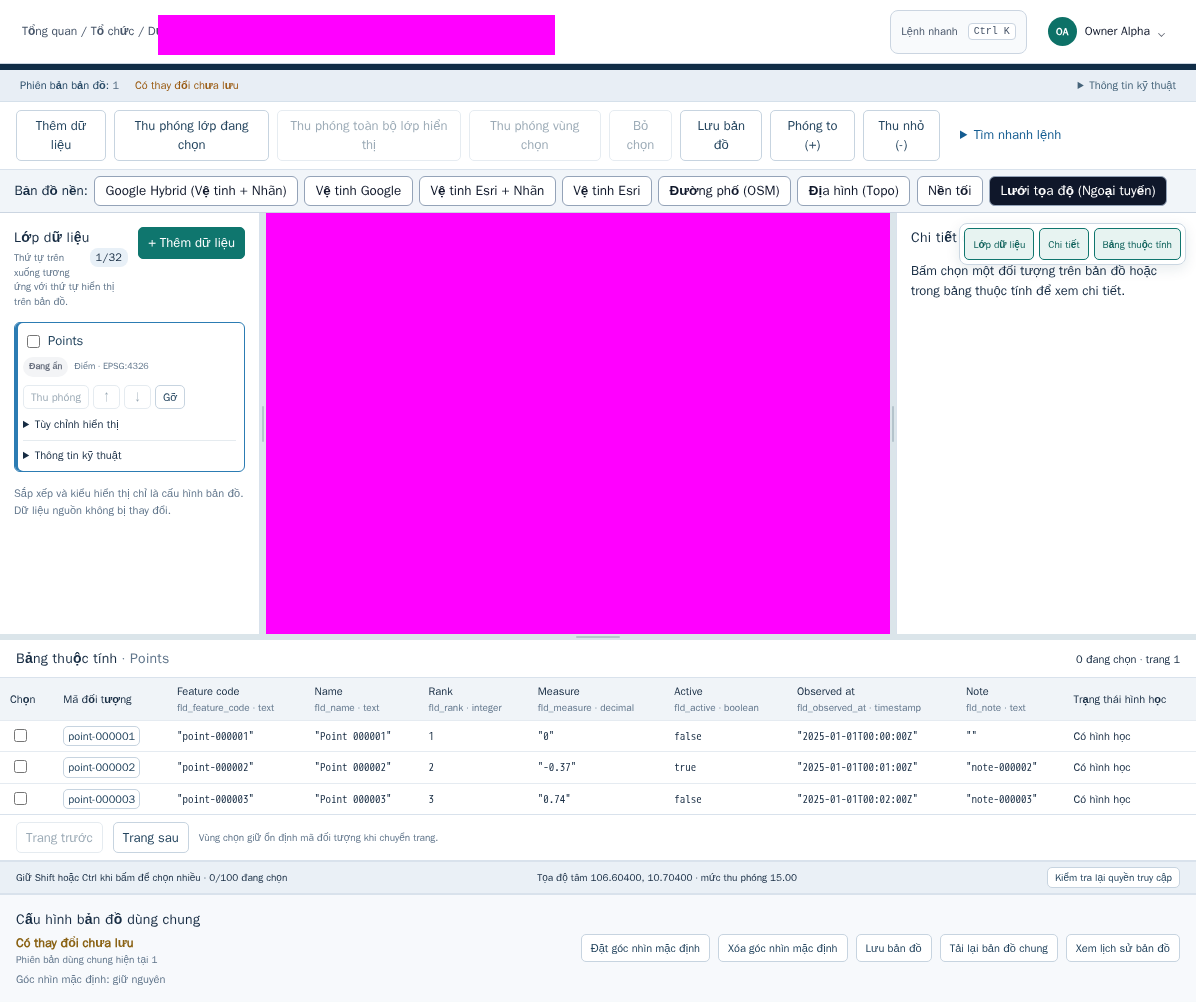 Tổng quan / Tổ chức /
Lệnh nhanh Ctrl K
OA Owner Alpha
Phiên bản bản đồ: 1 Có thay đổi chưa lưu
Thông tin kỹ thuật
Thêm dữ liệu
Thu phóng lớp đang chọn
Thu phóng toàn bộ lớp hiển thị
Thu phóng vùng chọn
Bỏ chọn
Lưu bản đồ
Phóng to (+)
Thu nhỏ (-)
Tìm nhanh lệnh
Bản đồ nền: Google Hybrid (Vệ tinh + Nhãn) Vệ tinh Google Vệ tinh Esri + Nhãn Vệ tinh Esri Đường phố (OSM) Địa hình (Topo) Nền tối Lưới tọa độ (Ngoại tuyến)
Lớp dữ liệu
Thứ tự trên
xuống tương
ứng với thứ tự hiển thị
trên bản đồ.
1/32
+ Thêm dữ liệu
Points
Đang ẩn Điểm · EPSG:4326
Thu phóng ↑ ↓ Gỡ
Tùy chỉnh hiển thị
Thông tin kỹ thuật
Sắp xếp và kiểu hiển thị chỉ là cấu hình bản đồ.
Dữ liệu nguồn không bị thay đổi.
Chi tiết
Lớp dữ liệu Chi tiết Bảng thuộc tính
Bấm chọn một đối tượng trên bản đồ hoặc
trong bảng thuộc tính để xem chi tiết.
Bảng thuộc tính · Points
0 đang chọn · trang 1
Chọn Mã đối tượng Feature code Name Rank Measure Active Observed at Note Trạng thái hình học
fld_feature_code · text fld_name · text fld_rank · integer fld_measure · decimal fld_active · boolean fld_observed_at · timestamp fld_note · text
point-000001 "point-000001" "Point 000001" 1 "0" false "2025-01-01T00:00:00Z" "" Có hình học
point-000002 "point-000002" "Point 000002" 2 "-0.37" true "2025-01-01T00:01:00Z" "note-000002" Có hình học
point-000003 "point-000003" "Point 000003" 3 "0.74" false "2025-01-01T00:02:00Z" "note-000003" Có hình học
Trang trước Trang sau Vùng chọn giữ ổn định mã đối tượng khi chuyển trang.
Giữ Shift hoặc Ctrl khi bấm để chọn nhiều · 0/100 đang chọn
Tọa độ tâm 106.60400, 10.70400 · mức thu phóng 15.00
Kiểm tra lại quyền truy cập
Cấu hình bản đồ dùng chung
Có thay đổi chưa lưu
Phiên bản dùng chung hiện tại 1
Góc nhìn mặc định: giữ nguyên
Đặt góc nhìn mặc định Xóa góc nhìn mặc định Lưu bản đồ Tải lại bản đồ chung Xem lịch sử bản đồ